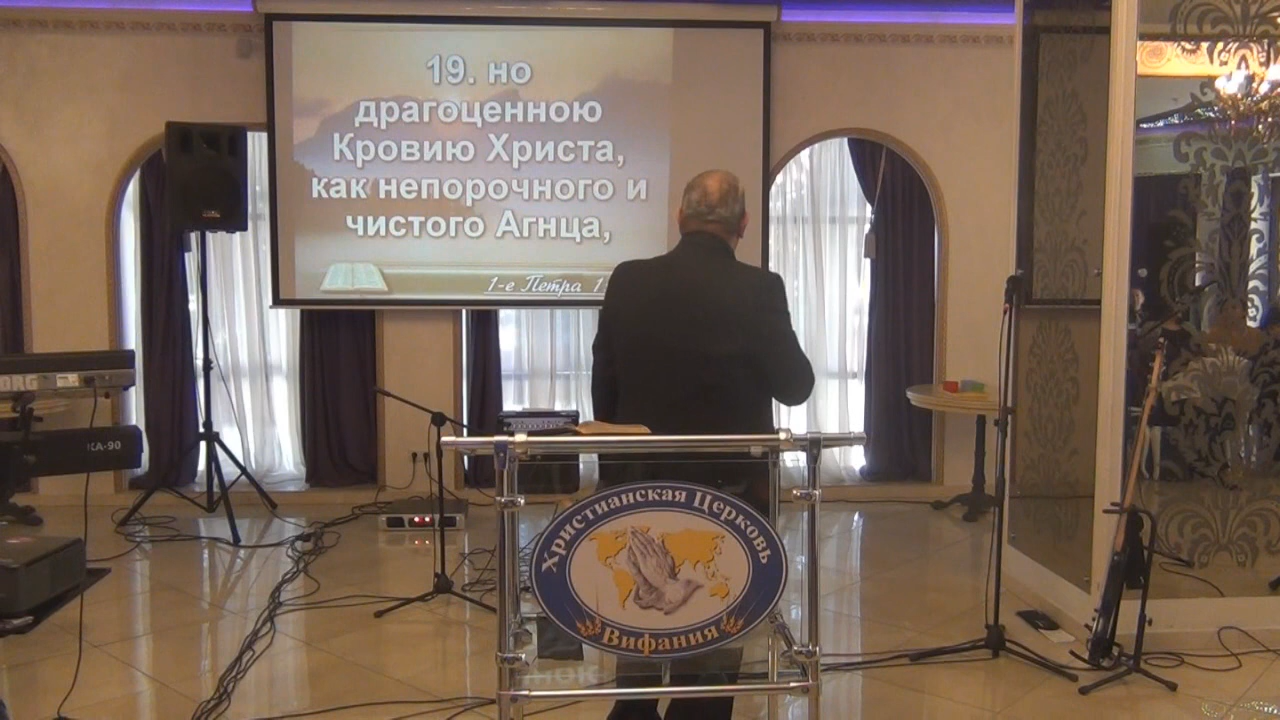 19. но
драгоценною
Кровию Христа,
как непорочного и
чистого Агнца,
1-е Петра 1
KA-90
Христианская Церковь
Вифания